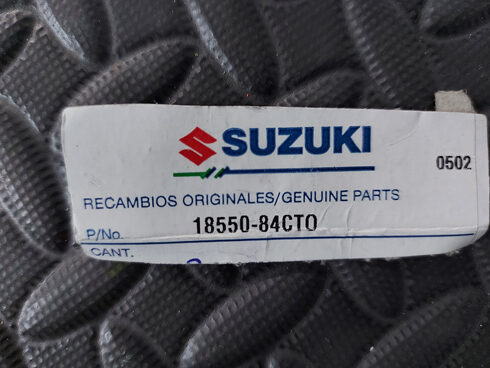 SUZUKI
0502
RECAMBIOS ORIGINALES/GENUINE PARTS
P/No. 18550-84CT0
CANT.